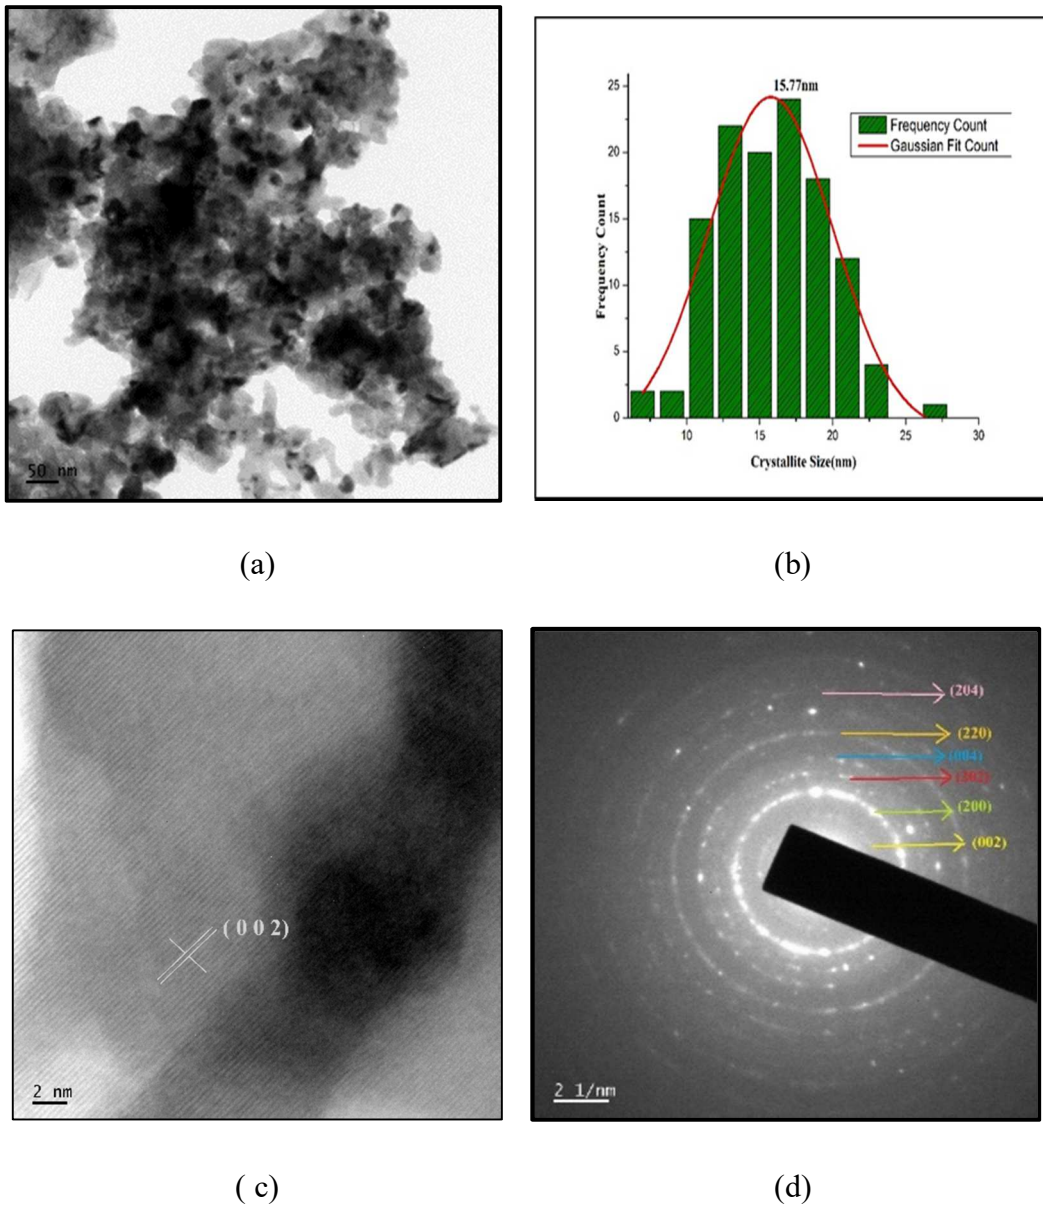 50 nm
(a)
15.77nm
Frequency Count
Gaussian Fit Count
25
20
15
10
5
0
Frequency Count
10
15
20
25
30
Crystallite Size(nm)
(b)
( 0 0 2)
2 nm
( c)
(204)
(220)
(004)
(200)
(002)
2 1/nm
(d)